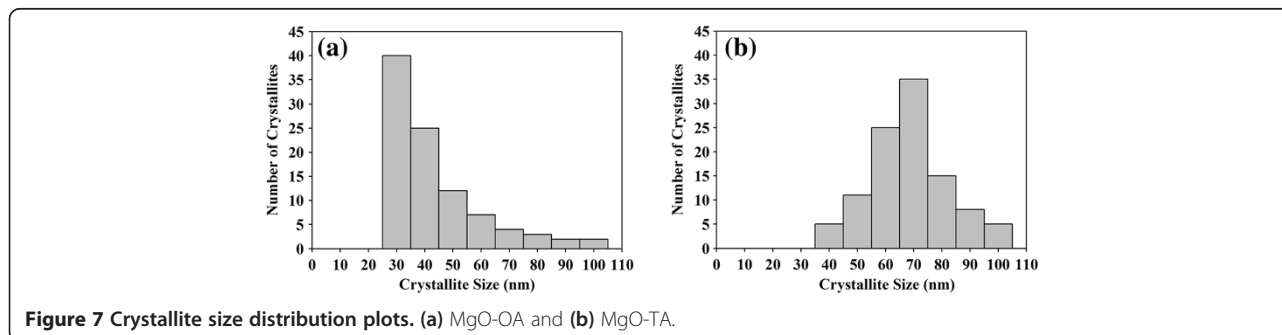 (a)
Number of Crystallites
45
40
35
30
25
20
15
10
5
0
0 10 20 30 40 50 60 70 80 90 100 110
Crystallite Size (nm)
(b)
Number of Crystallites
45
40
35
30
25
20
15
10
5
0
0 10 20 30 40 50 60 70 80 90 100 110
Crystallite Size (nm)
Figure 7 Crystallite size distribution plots. (a) MgO-OA and (b) MgO-TA.